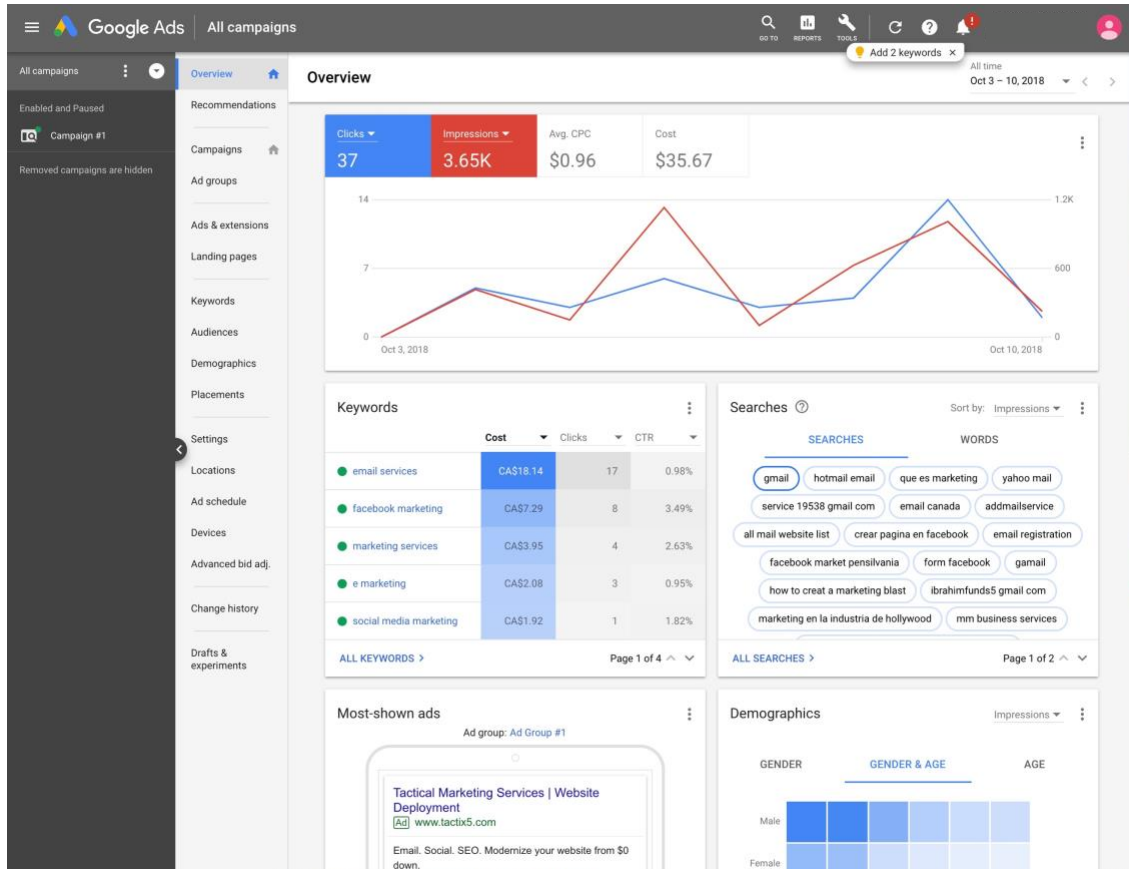 Google Ads All campaigns
GO TO REPORTS TOOLS
!
Add 2 keywords ×
All campaigns
Enabled and Paused
Campaign #1
Removed campaigns are hidden
Overview
Recommendations
Campaigns
Ad groups
Ads & extensions
Landing pages
Keywords
Audiences
Demographics
Placements
Settings
Locations
Ad schedule
Devices
Advanced bid adj.
Change history
Drafts &
experiments
Overview
All time
Oct 3 – 10, 2018
Clicks Impressions Avg. CPC Cost
37 3.65K $0.96 $35.67
14 1.2K
7 600
0 0
Oct 3, 2018 Oct 10, 2018
Keywords
Cost Clicks CTR
email services CA$18.14 17 0.98%
facebook marketing CA$7.29 8 3.49%
marketing services CA$3.95 4 2.63%
e marketing CA$2.08 3 0.95%
social media marketing CA$1.92 1 1.82%
ALL KEYWORDS Page 1 of 4
Searches ? Sort by: Impressions
SEARCHES WORDS
gmail hotmail email que es marketing yahoo mail
service 19538 gmail com email canada addmailservice
all mail website list crear pagina en facebook email registration
facebook market pensilvania form facebook gamail
how to creat a marketing blast ibrahimfunds5 gmail com
marketing en la industria de hollywood mm business services
ALL SEARCHES Page 1 of 2
Most-shown ads
Ad group: Ad Group #1
Tactical Marketing Services | Website
Deployment
Ad www.tactix5.com
Email. Social. SEO. Modernize your website from $0
down.
Demographics Impressions
GENDER GENDER & AGE AGE
Male
Female